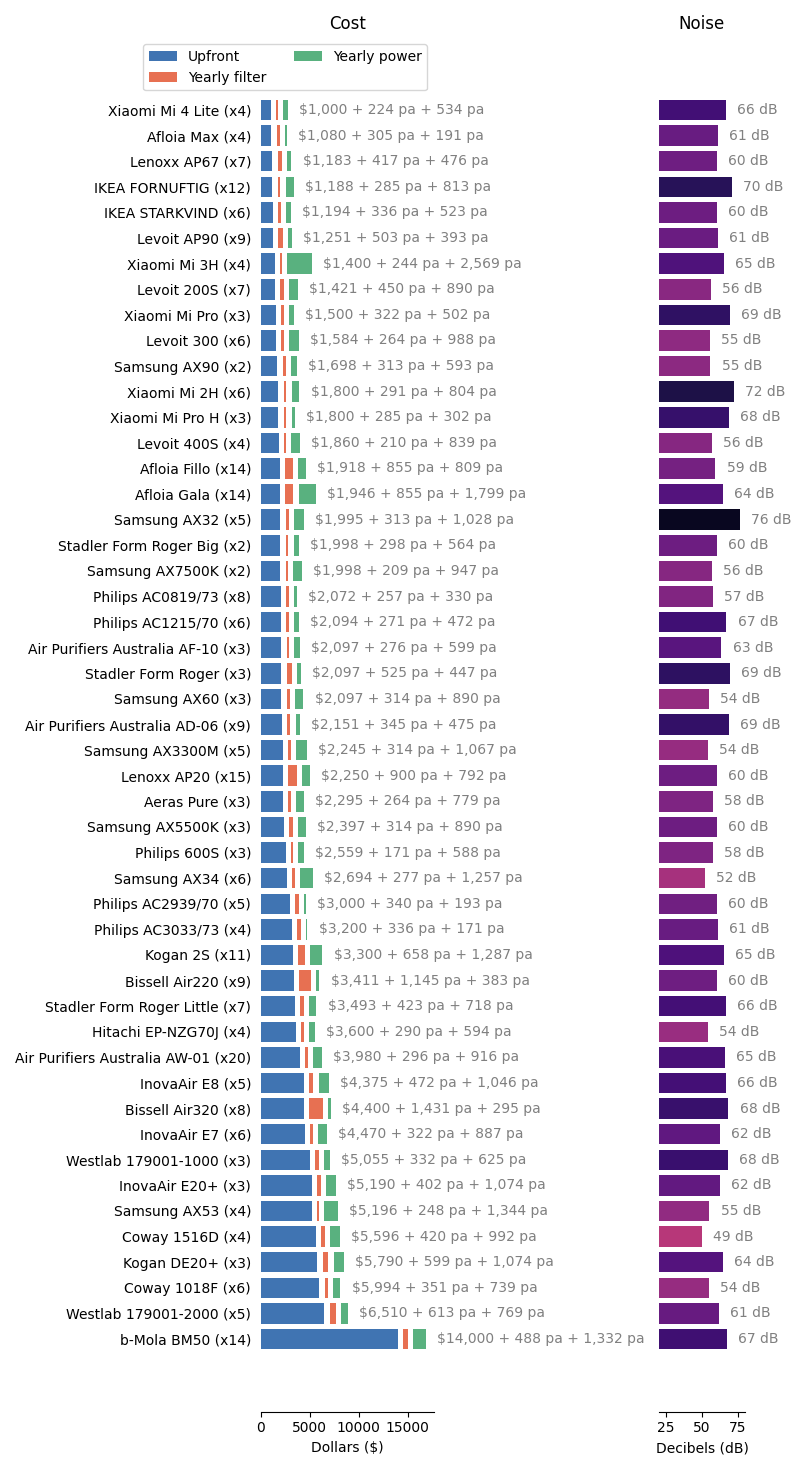 Cost
Noise
Upfront
Yearly power
Yearly filter
Xiaomi Mi 4 Lite (x4) $1,000 + 224 pa + 534 pa 66 dB
Afloia Max (x4) $1,080 + 305 pa + 191 pa 61 dB
Lenoxx AP67 (x7) $1,183 + 417 pa + 476 pa 60 dB
IKEA FORNUFTIG (x12) $1,188 + 285 pa + 813 pa 70 dB
IKEA STARKVIND (x6) $1,194 + 336 pa + 523 pa 60 dB
Levoit AP90 (x9) $1,251 + 503 pa + 393 pa 61 dB
Xiaomi Mi 3H (x4) $1,400 + 244 pa + 2,569 pa 65 dB
Levoit 200S (x7) $1,421 + 450 pa + 890 pa 56 dB
Xiaomi Mi Pro (x3) $1,500 + 322 pa + 502 pa 69 dB
Levoit 300 (x6) $1,584 + 264 pa + 988 pa 55 dB
Samsung AX90 (x2) $1,698 + 313 pa + 593 pa 55 dB
Xiaomi Mi 2H (x6) $1,800 + 291 pa + 804 pa 72 dB
Xiaomi Mi Pro H (x3) $1,800 + 285 pa + 302 pa 68 dB
Levoit 400S (x4) $1,860 + 210 pa + 839 pa 56 dB
Afloia Fillo (x14) $1,918 + 855 pa + 809 pa 59 dB
Afloia Gala (x14) $1,946 + 855 pa + 1,799 pa 64 dB
Samsung AX32 (x5) $1,995 + 313 pa + 1,028 pa 76 dB
Stadler Form Roger Big (x2) $1,998 + 298 pa + 564 pa 60 dB
Samsung AX7500K (x2) $1,998 + 209 pa + 947 pa 56 dB
Philips AC0819/73 (x8) $2,072 + 257 pa + 330 pa 57 dB
Philips AC1215/70 (x6) $2,094 + 271 pa + 472 pa 67 dB
Air Purifiers Australia AF-10 (x3) $2,097 + 276 pa + 599 pa 63 dB
Stadler Form Roger (x3) $2,097 + 525 pa + 447 pa 69 dB
Samsung AX60 (x3) $2,097 + 314 pa + 890 pa 54 dB
Air Purifiers Australia AD-06 (x9) $2,151 + 345 pa + 475 pa 69 dB
Samsung AX3300M (x5) $2,245 + 314 pa + 1,067 pa 54 dB
Lenoxx AP20 (x15) $2,250 + 900 pa + 792 pa 60 dB
Aeras Pure (x3) $2,295 + 264 pa + 779 pa 58 dB
Samsung AX5500K (x3) $2,397 + 314 pa + 890 pa 60 dB
Philips 600S (x3) $2,559 + 171 pa + 588 pa 58 dB
Samsung AX34 (x6) $2,694 + 277 pa + 1,257 pa 52 dB
Philips AC2939/70 (x5) $3,000 + 340 pa + 193 pa 60 dB
Philips AC3033/73 (x4) $3,200 + 336 pa + 171 pa 61 dB
Kogan 2S (x11) $3,300 + 658 pa + 1,287 pa 65 dB
Bissell Air220 (x9) $3,411 + 1,145 pa + 383 pa 60 dB
Stadler Form Roger Little (x7) $3,493 + 423 pa + 718 pa 66 dB
Hitachi EP-NZG70J (x4) $3,600 + 290 pa + 594 pa 54 dB
Air Purifiers Australia AW-01 (x20) $3,980 + 296 pa + 916 pa 65 dB
InovaAir E8 (x5) $4,375 + 472 pa + 1,046 pa 66 dB
Bissell Air320 (x8) $4,400 + 1,431 pa + 295 pa 68 dB
InovaAir E7 (x6) $4,470 + 322 pa + 887 pa 62 dB
Westlab 179001-1000 (x3) $5,055 + 332 pa + 625 pa 68 dB
InovaAir E20+ (x3) $5,190 + 402 pa + 1,074 pa 62 dB
Samsung AX53 (x4) $5,196 + 248 pa + 1,344 pa 55 dB
Coway 1516D (x4) $5,596 + 420 pa + 992 pa 49 dB
Kogan DE20+ (x3) $5,790 + 599 pa + 1,074 pa 64 dB
Coway 1018F (x6) $5,994 + 351 pa + 739 pa 54 dB
Westlab 179001-2000 (x5) $6,510 + 613 pa + 769 pa 61 dB
b-Mola BM50 (x14) $14,000 + 488 pa + 1,332 pa 67 dB
0 5000 10000 15000 25 50 75
Dollars ($) Decibels (dB)